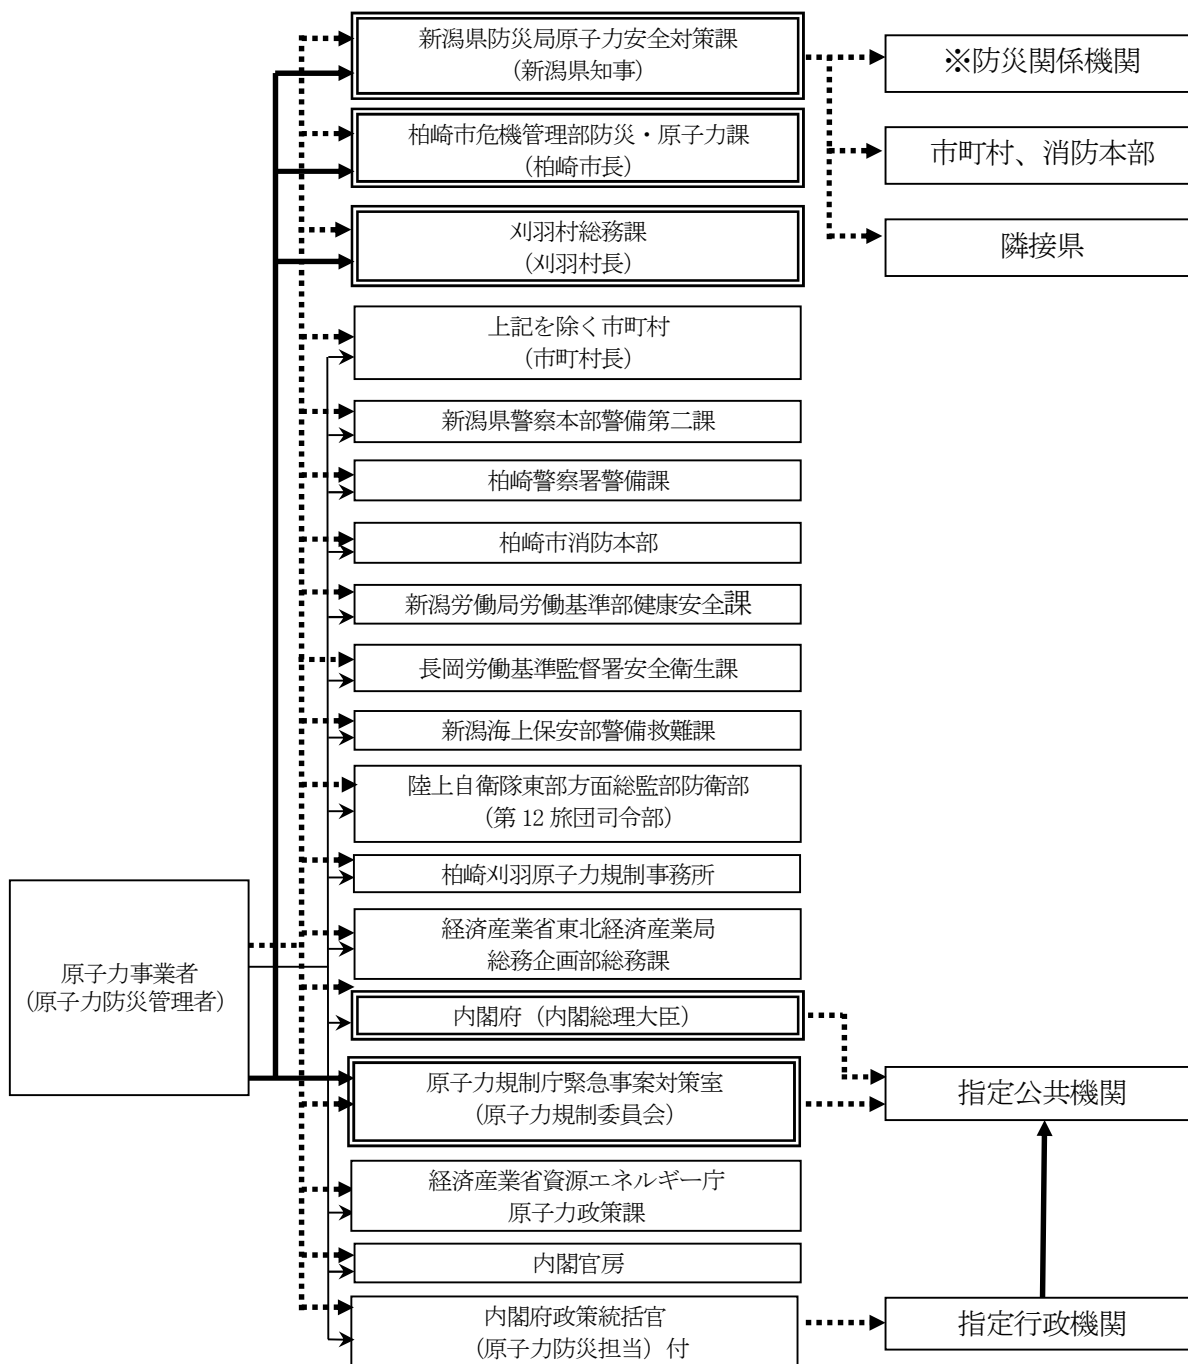 新潟県防災局原子力安全対策課
（新潟県知事）
柏崎市危機管理部防災・原子力課
（柏崎市長）
刈羽村総務課
（刈羽村長）
上記を除く市町村
（市町村長）
新潟県警察本部警備第二課
柏崎警察署警備課
柏崎市消防本部
新潟労働局労働基準部健康安全課
長岡労働基準監督署安全衛生課
新潟海上保安部警備救難課
陸上自衛隊東部方面総監部防衛部
（第 12 旅団司令部）
柏崎刈羽原子力規制事務所
経済産業省東北経済産業局
総務企画部総務課
内閣府（内閣総理大臣）
原子力規制庁緊急事案対策室
（原子力規制委員会）
経済産業省資源エネルギー庁
原子力政策課
内閣官房
内閣府政策統括官
（原子力防災担当）付
原子力事業者
（原子力防災管理者）
※防災関係機関
市町村、消防本部
隣接県
指定公共機関
指定行政機関